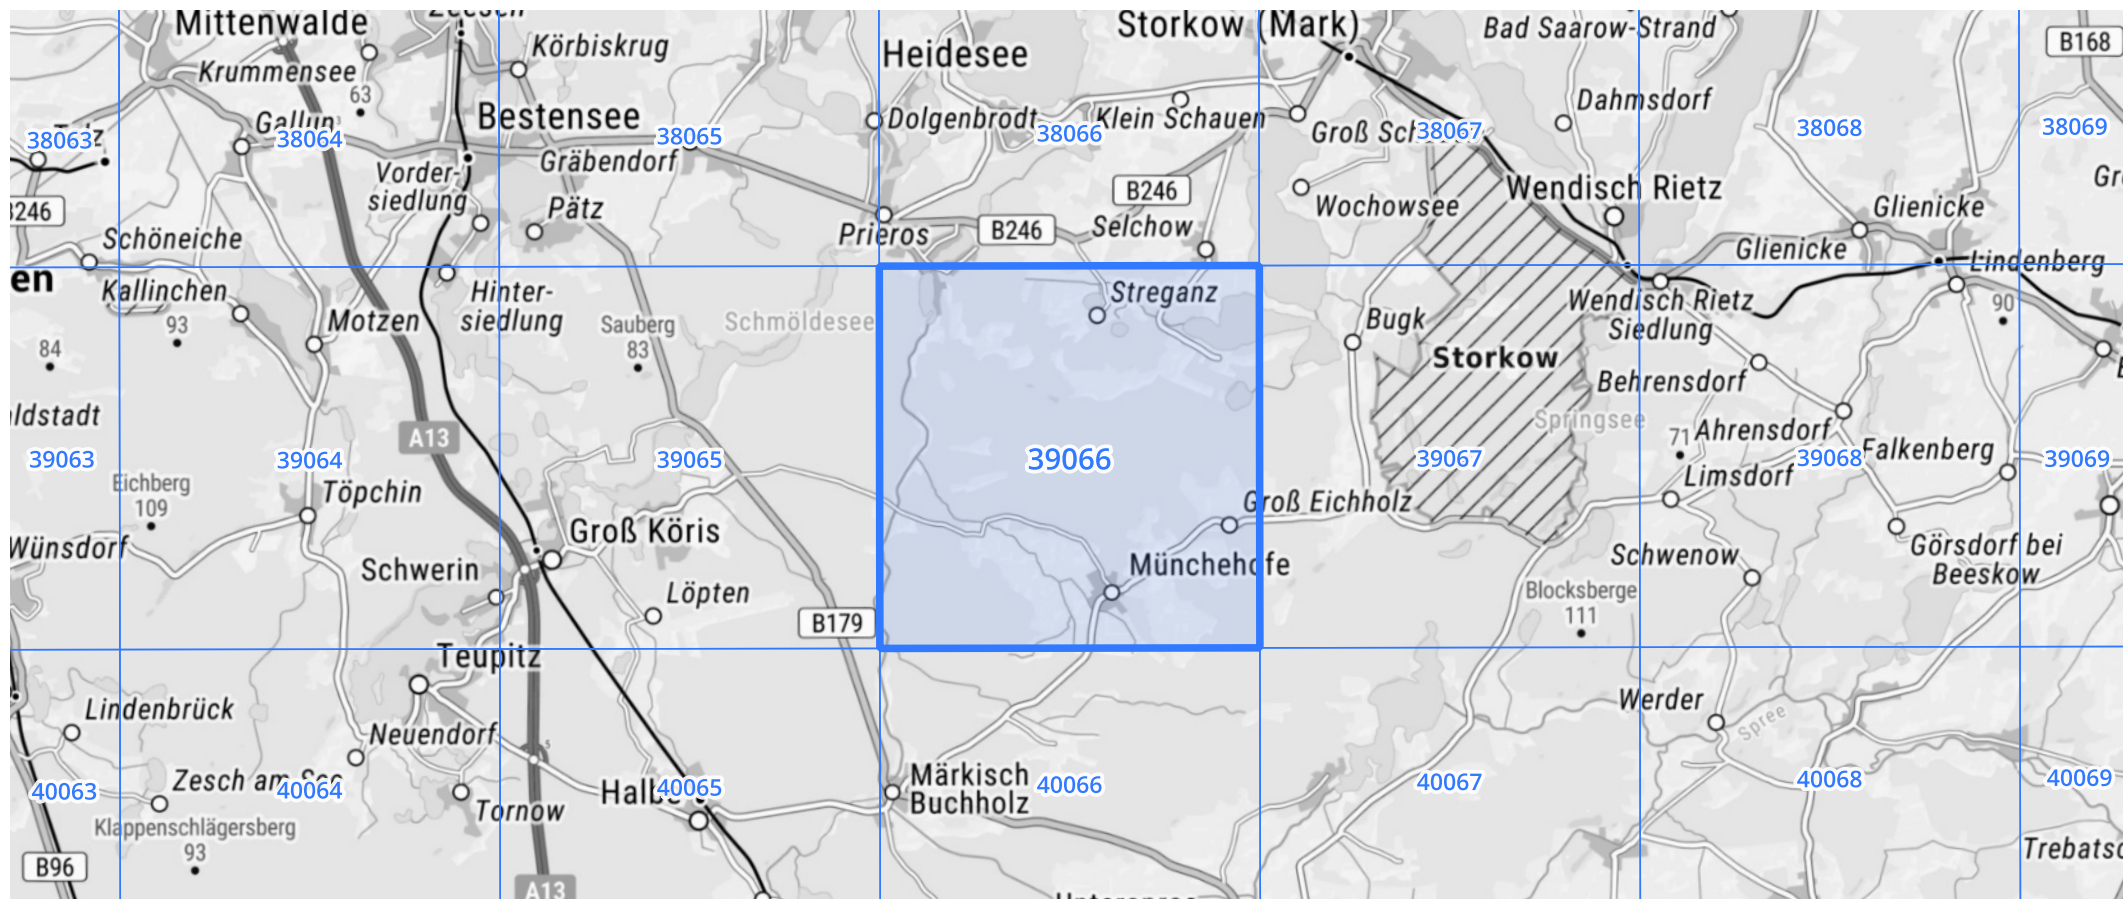 Mittenwalde
Zeesen
Storkow (Mark)
Bad Saarow-Strand
B168
Körbiskrug
Heidesee
Krummensee
63
Bestensee
Dahmsdorf
Gallun
Dolgenbrodt
Klein Schauen
38063
38064
38065
38066
38067
38068
38069
Gräbendorf
Vorder-
siedlung
B246
Wendisch Rietz
Pätz
Wochowsee
Glienicke
B246
Schöneiche
Prieros
B246
Selchow
Glienicke
en
Lindenberg
Kallinchen
Hinter-
siedlung
Streganz
Wendisch Rietz
Siedlung
90
93
Motzen
Sauberg
83
Schmöldesee
Bugk
84
Storkow
Behrensdorf
aldstadt
A13
Springsee
71
Ahrensdorf
Falkenberg
39063
39064
39065
39066
39067
39068
39069
Eichberg
109
Töpchin
Limsdorf
Groß Eichholz
Wünsdorf
Groß Köris
Schwerin
Münchehofe
Schwenow
Görsdorf bei
Beeskow
Löpten
Blocksberge
111
B179
Teupitz
Lindenbrück
Neuendorf
Werder
Spree
Zesch am See
Halbe
Märkisch
Buchholz
40063
40064
40065
40066
40067
40068
40069
Tornow
Klappenschlägersberg
93
B96
A13